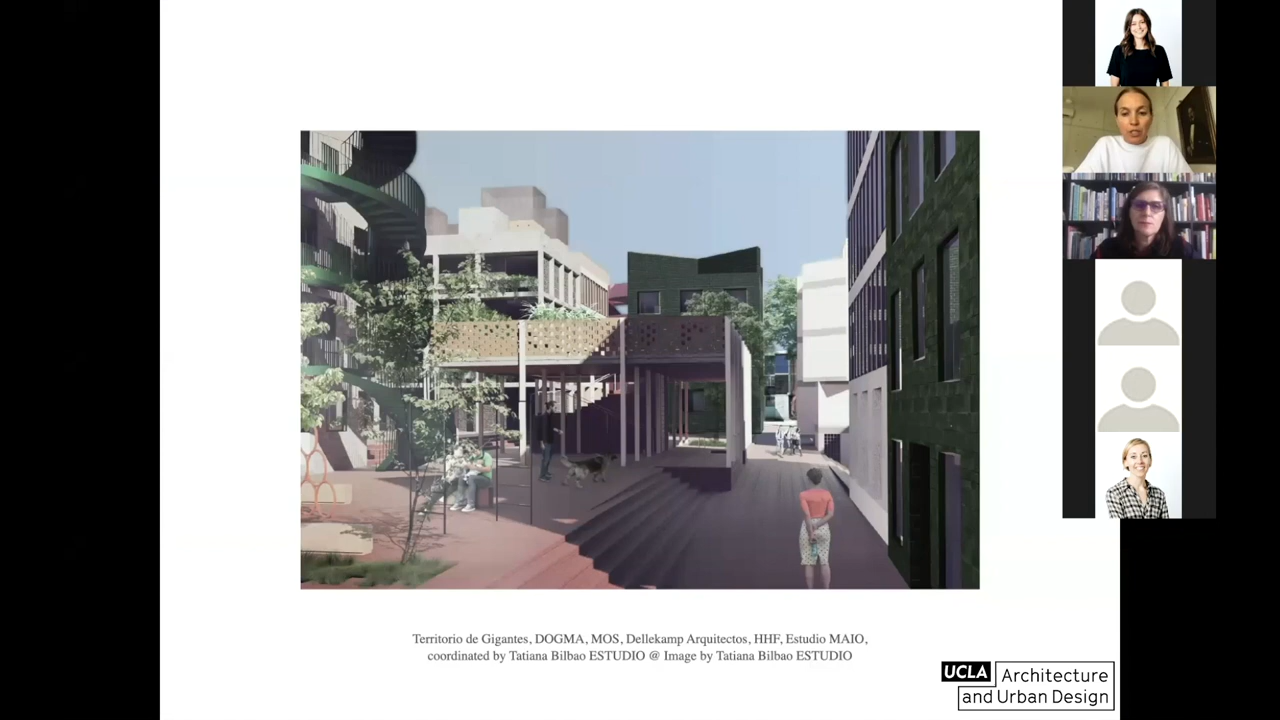 Territorio de Gigantes, DOGMA, MOS, Dellekamp Arquitectos, HHF, Estudio MAIO,
coordinated by Tatiana Bilbao ESTUDIO @ Image by Tatiana Bilbao ESTUDIO
UCLA Architecture
and Urban Design